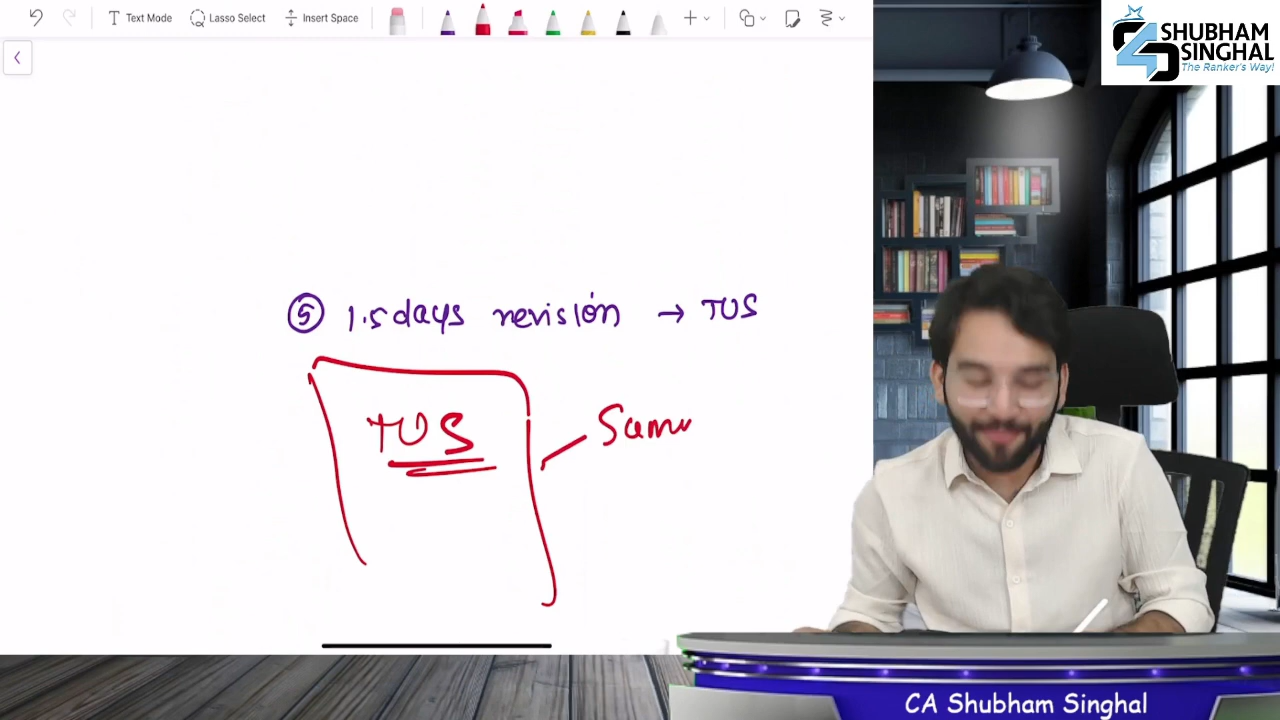 Text Mode
Lasso Select
Insert Space
SHUBHAM
SINGHAL
The Ranker's Way!
⑤ 1.5 days revision → TUS
TUS
Sam
CA Shubham Singhal